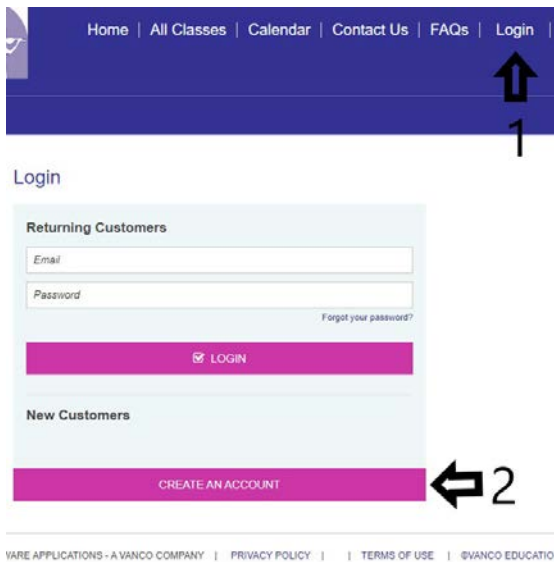 Home | All Classes | Calendar | Contact Us | FAQs | Login |
1
Login
Returning Customers
Email
Password
Forgot your password?
LOGIN
New Customers
CREATE AN ACCOUNT
2
VARE APPLICATIONS - A VANCO COMPANY | PRIVACY POLICY | | TERMS OF USE | ©VANCO EDUCATIO